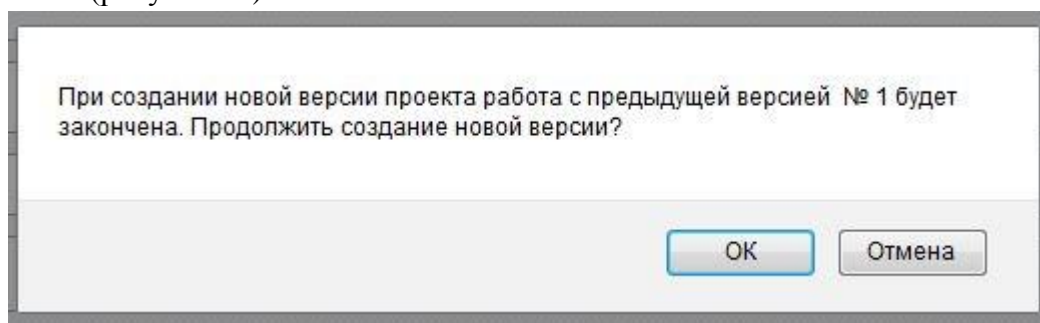 При создании новой версии проекта работа с предыдущей версией № 1 будет
закончена. Продолжить создание новой версии?
ОК
Отмена